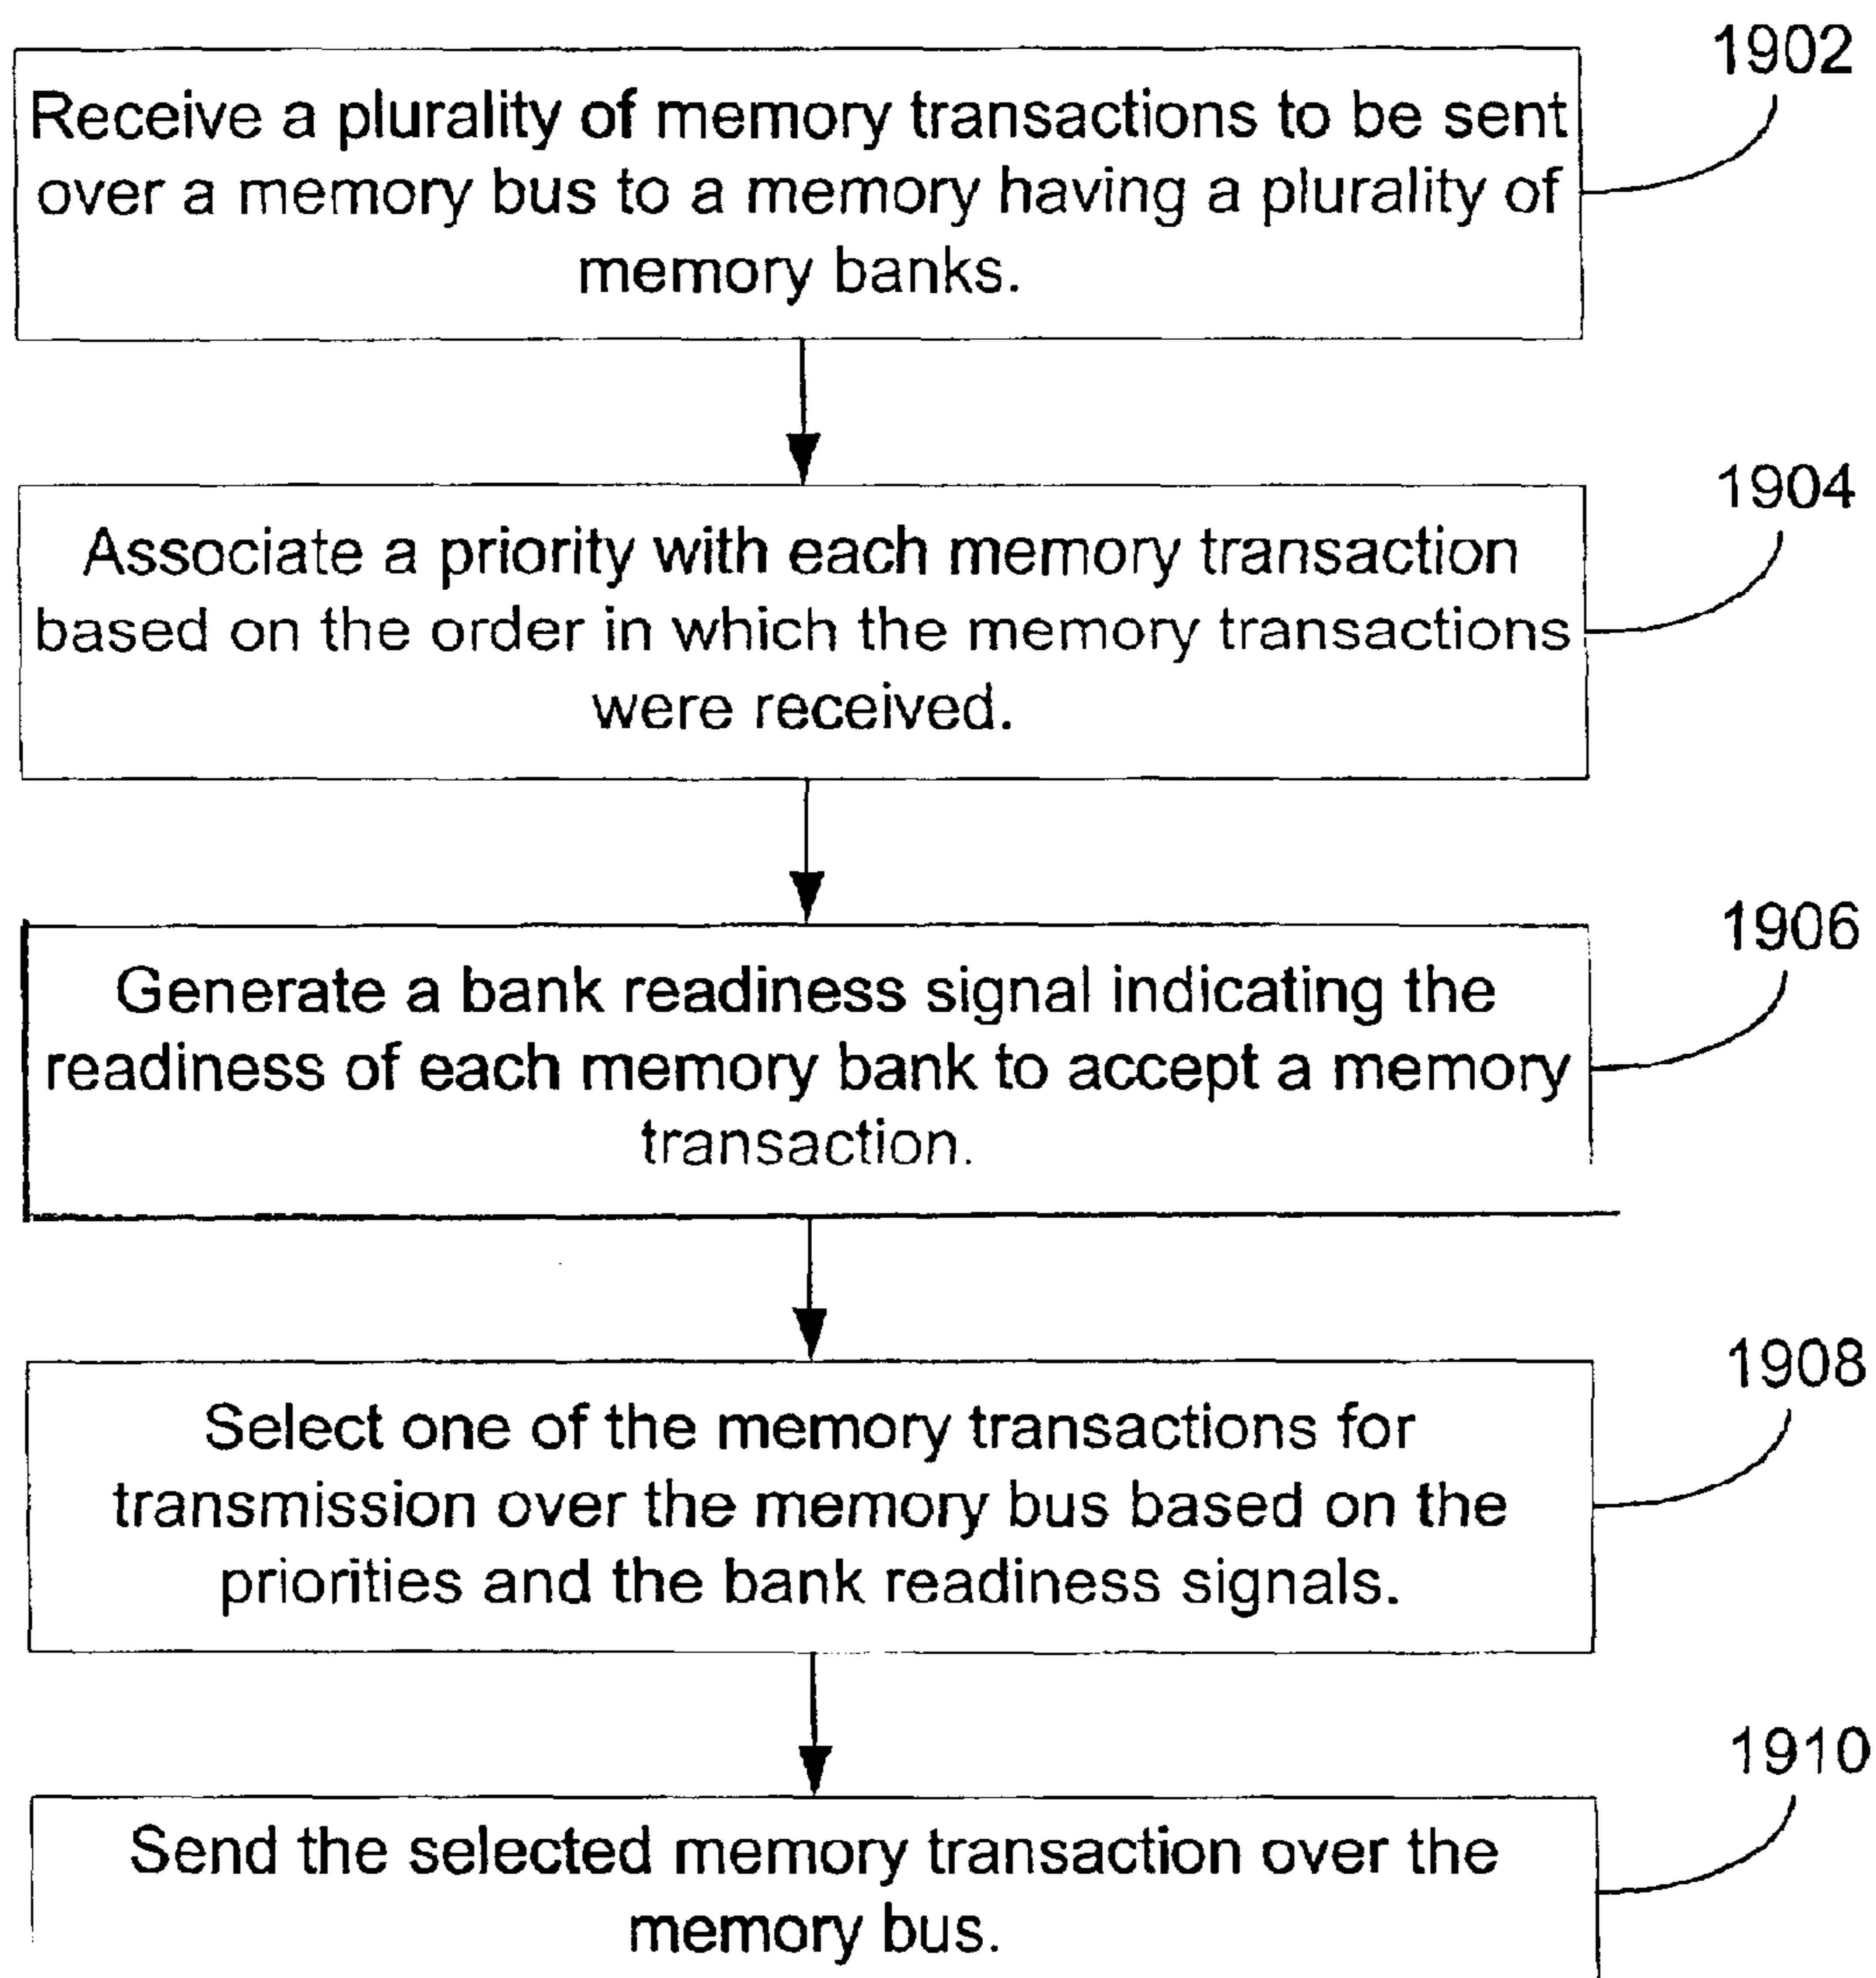 1902
Receive a plurality of memory transactions to be sent
over a memory bus to a memory having a plurality of
memory banks.
1904
Associate a priority with each memory transaction
based on the order in which the memory transactions
were received.
1906
Generate a bank readiness signal indicating the
readiness of each memory bank to accept a memory
transaction.
1908
Select one of the memory transactions for
transmission over the memory bus based on the
priorities and the bank readiness signals.
1910
Send the selected memory transaction over the
memory bus.